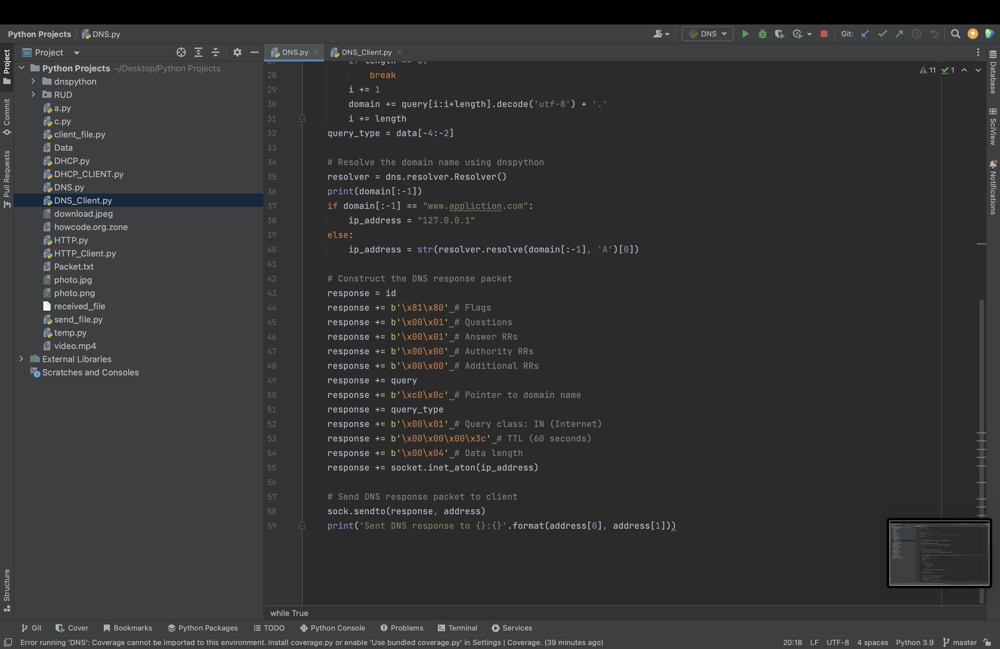 Python Projects DNS.py
DNS
Git:
Project
DNS.py
DNS_Client.py
Python Projects ~/Desktop/Python Projects
dnspython
RUD
a.py
c.py
client_file.py
Data
DHCP.py
DHCP_CLIENT.py
DNS.py
DNS_Client.py
download.jpeg
howcode.org.zone
HTTP.py
HTTP_Client.py
Packet.txt
photo.jpg
photo.png
received_file
send_file.py
temp.py
video.mp4
External Libraries
Scratches and Consoles
Project
Commit
Pull Requests
Structure
11 1
27 if length == 0:
28 break
29 i += 1
30 domain += query[i:i+length].decode('utf-8') + '.'
31 i += length
32 query_type = data[-4:-2]
33
34 # Resolve the domain name using dnspython
35 resolver = dns.resolver.Resolver()
36 print(domain[:-1])
37 if domain[:-1] == "www.appliction.com":
38 ip_address = "127.0.0.1"
39 else:
40 ip_address = str(resolver.resolve(domain[:-1], 'A')[0])
41
42 # Construct the DNS response packet
43 response = id
44 response += b'\x81\x80' # Flags
45 response += b'\x00\x01' # Questions
46 response += b'\x00\x01' # Answer RRs
47 response += b'\x00\x00' # Authority RRs
48 response += b'\x00\x00' # Additional RRs
49 response += query
50 response += b'\xc0\x0c' # Pointer to domain name
51 response += query_type
52 response += b'\x00\x01' # Query class: IN (Internet)
53 response += b'\x00\x00\x00\x3c' # TTL (60 seconds)
54 response += b'\x00\x04' # Data length
55 response += socket.inet_aton(ip_address)
56
57 # Send DNS response packet to client
58 sock.sendto(response, address)
59 print('Sent DNS response to {}:{}'.format(address[0], address[1]))
while True
Database
SciView
Notifications
Git Cover Bookmarks Python Packages TODO Python Console Problems Terminal Services
Error running 'DNS': Coverage cannot be imported to this environment. Install coverage.py or enable 'Use bundled coverage.py' in Settings | Coverage. (39 minutes ago)
20:18 LF UTF-8 4 spaces Python 3.9 master